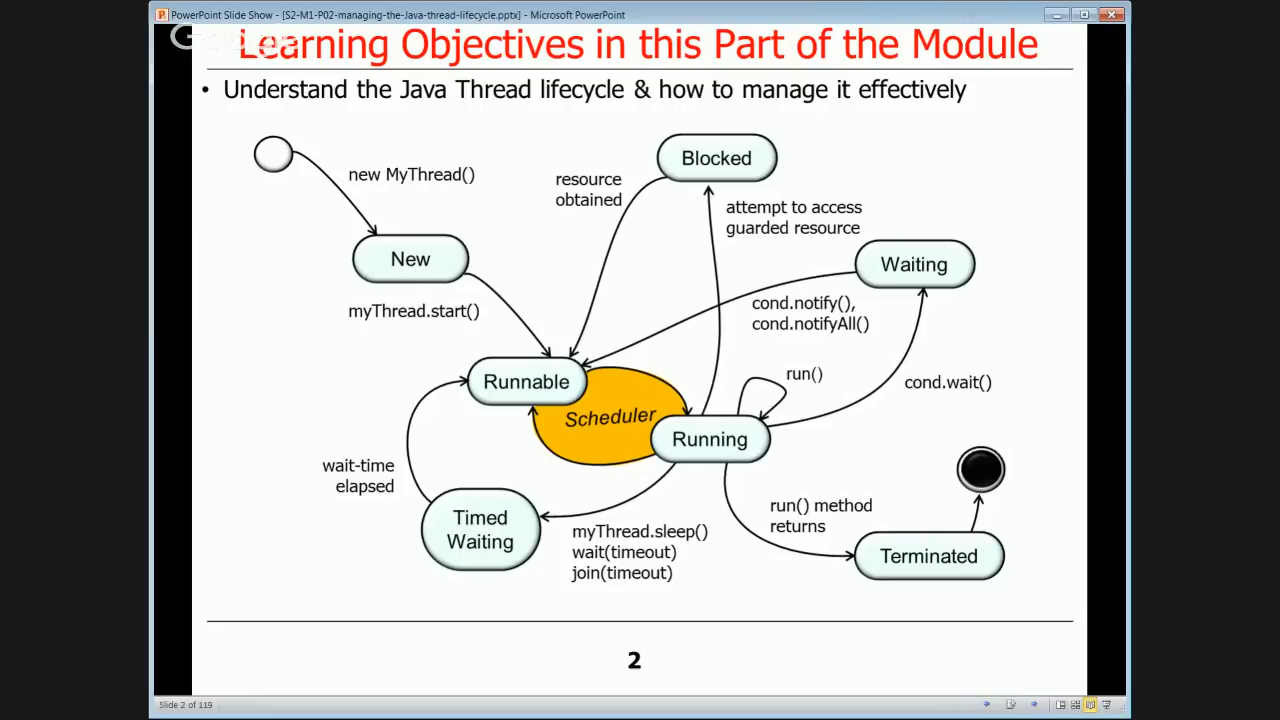 PowerPoint Slide Show - [S2-M1-P02-managing-the-Java-thread-lifecycle.pptx] - Microsoft PowerPoint
Google
Learning Objectives in this Part of the Module
• Understand the Java Thread lifecycle & how to manage it effectively
new MyThread()
New
myThread.start()
resource
obtained
Blocked
attempt to access
guarded resource
Waiting
cond.notify(),
cond.notifyAll()
cond.wait()
Runnable
Scheduler
Running
run()
wait-time
elapsed
Timed
Waiting
myThread.sleep()
wait(timeout)
join(timeout)
run() method
returns
Terminated
2
Slide 2 of 119